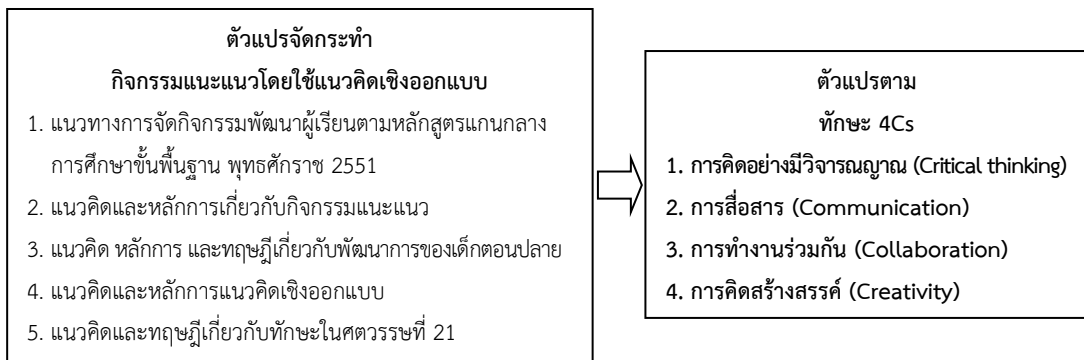 ตัวแปรจัดกระทำ
กิจกรรมแนะแนวโดยใช้แนวคิดเชิงออกแบบ
1. แนวทางการจัดกิจกรรมพัฒนาผู้เรียนตามหลักสูตรแกนกลาง
การศึกษาขั้นพื้นฐาน พุทธศักราช 2551
2. แนวคิดและหลักการเกี่ยวกับกิจกรรมแนะแนว
3. แนวคิด หลักการ และทฤษฎีเกี่ยวกับพัฒนาการของเด็กตอนปลาย
4. แนวคิดและหลักการแนวคิดเชิงออกแบบ
5. แนวคิดและทฤษฎีเกี่ยวกับทักษะในศตวรรษที่ 21
ตัวแปรตาม
ทักษะ 4Cs
1. การคิดอย่างมีวิจารณญาณ (Critical thinking)
2. การสื่อสาร (Communication)
3. การทำงานร่วมกัน (Collaboration)
4. การคิดสร้างสรรค์ (Creativity)